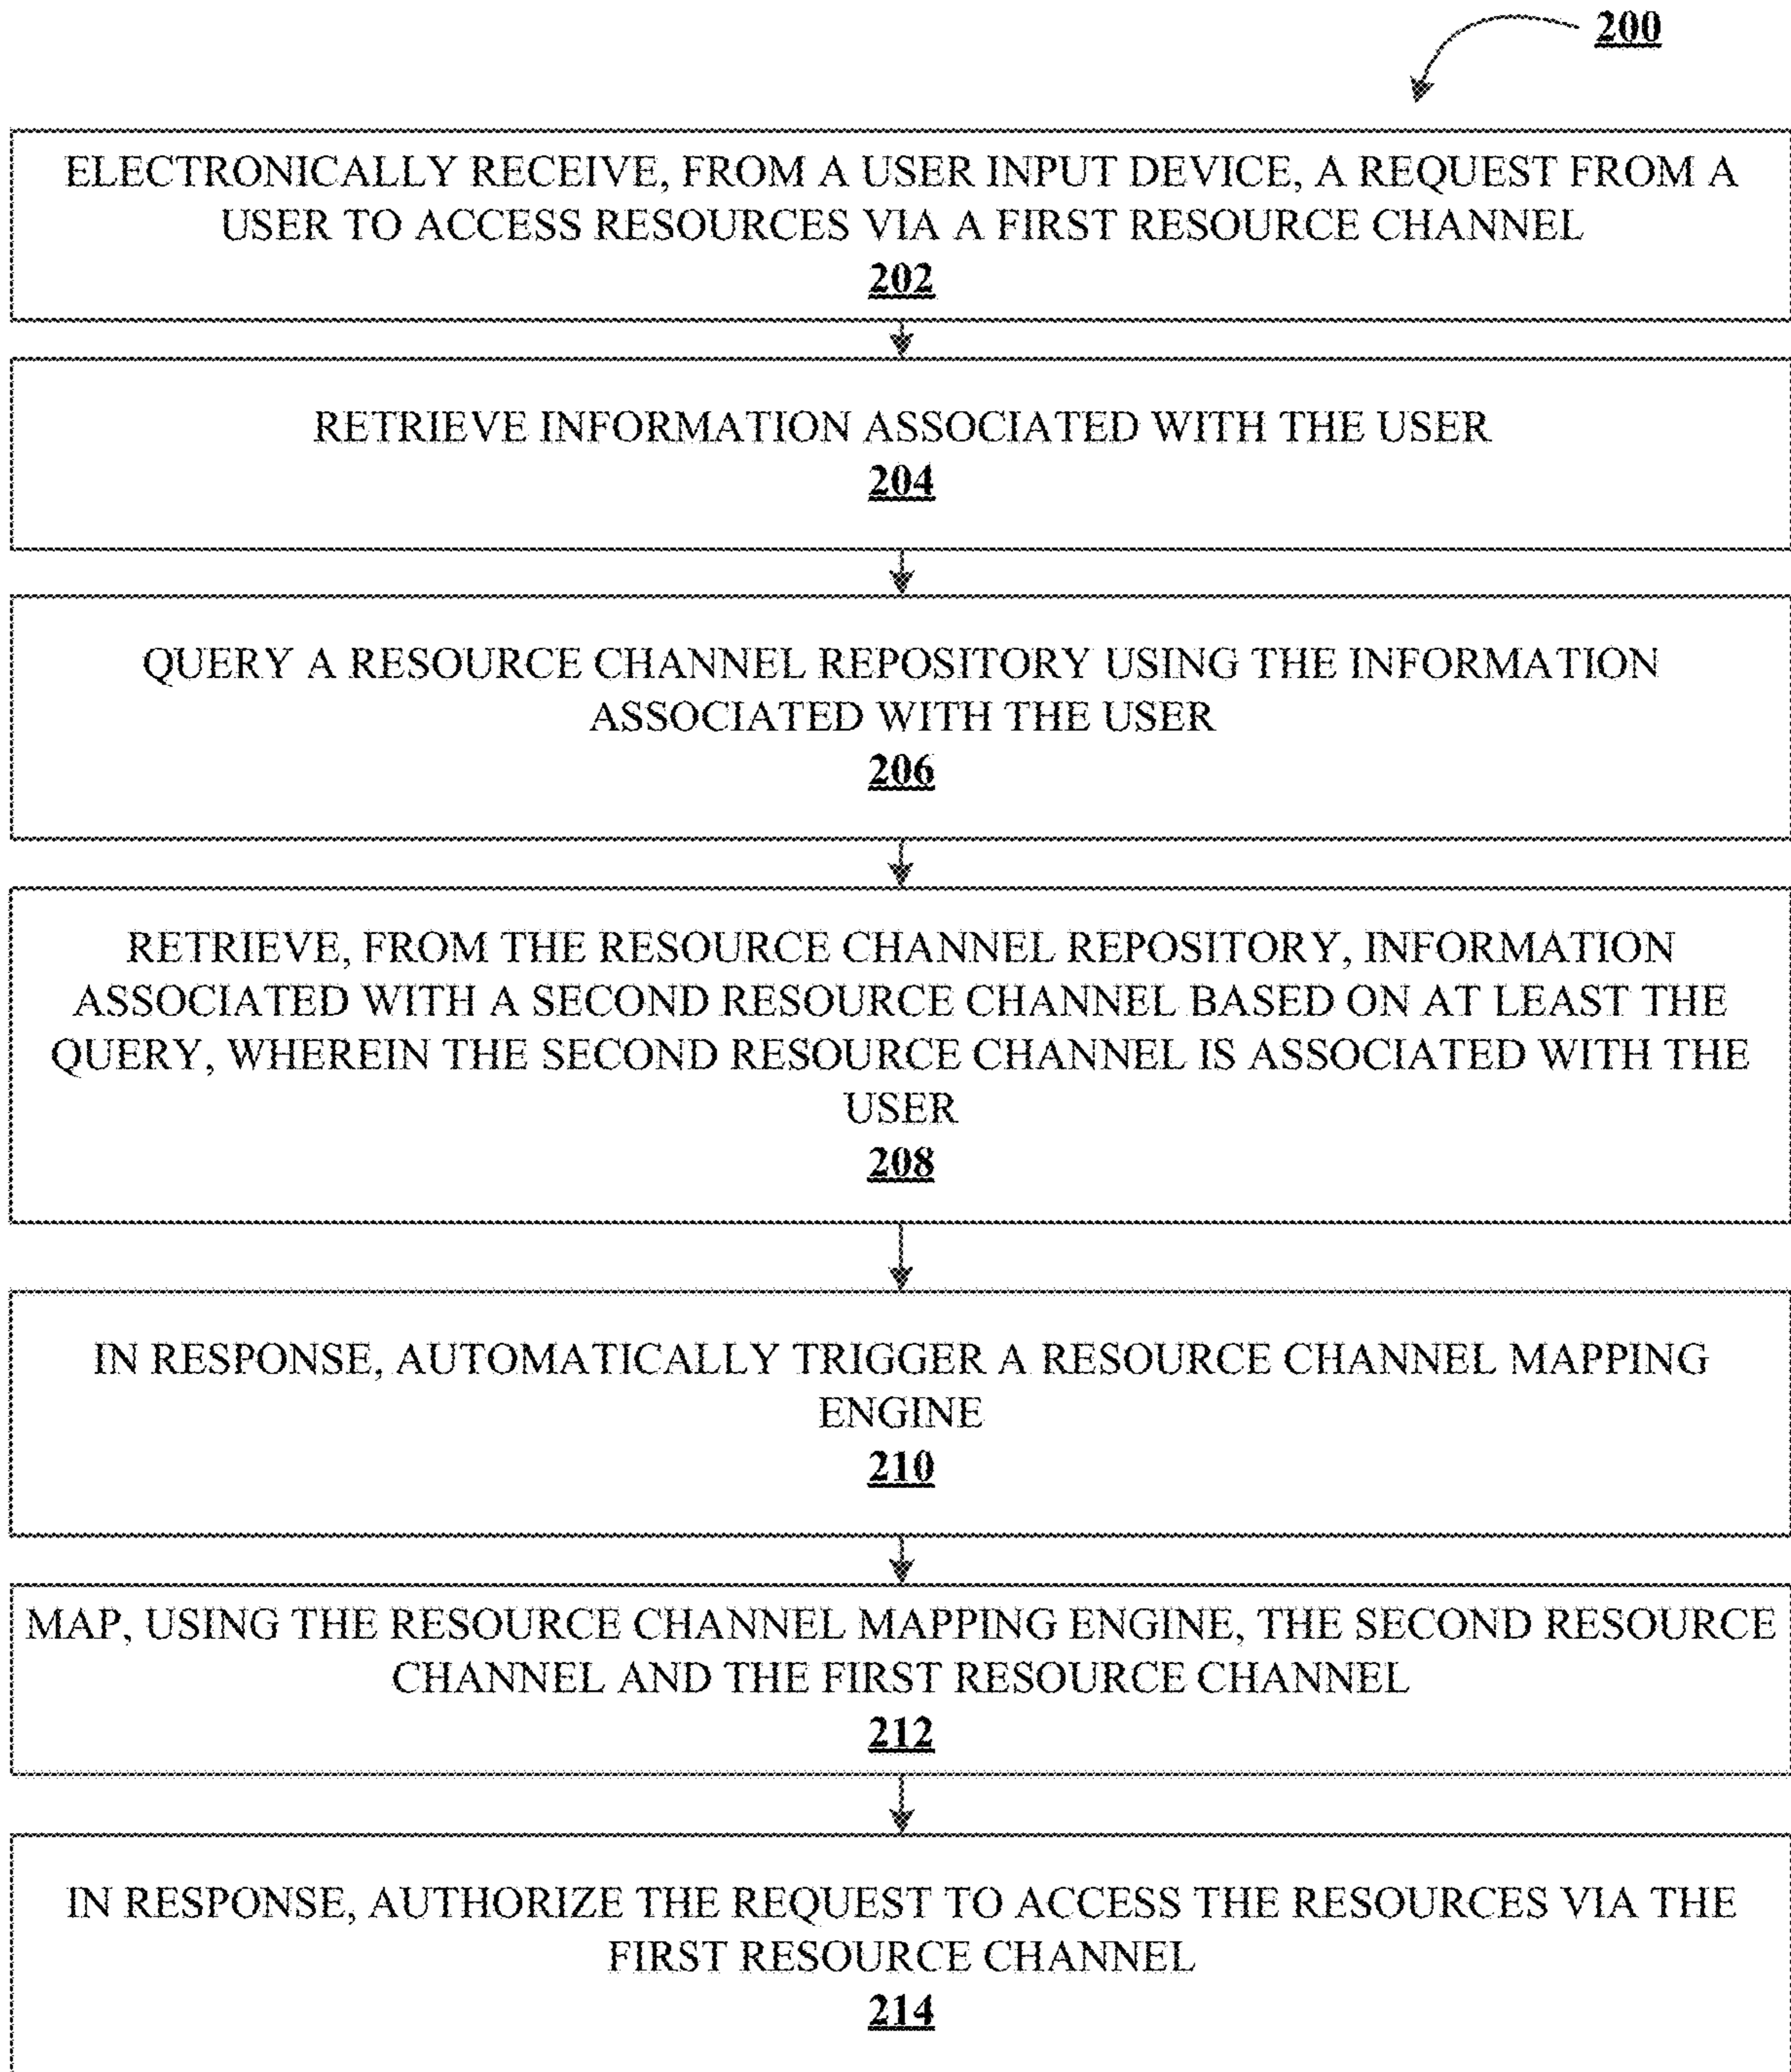 200
ELECTRONICALLY RECEIVE, FROM A USER INPUT DEVICE, A REQUEST FROM A
USER TO ACCESS RESOURCES VIA A FIRST RESOURCE CHANNEL
202
RETRIEVE INFORMATION ASSOCIATED WITH THE USER
204
QUERY A RESOURCE CHANNEL REPOSITORY USING THE INFORMATION
ASSOCIATED WITH THE USER
206
RETRIEVE, FROM THE RESOURCE CHANNEL REPOSITORY, INFORMATION
ASSOCIATED WITH A SECOND RESOURCE CHANNEL BASED ON AT LEAST THE
QUERY, WHEREIN THE SECOND RESOURCE CHANNEL IS ASSOCIATED WITH THE
USER
208
IN RESPONSE, AUTOMATICALLY TRIGGER A RESOURCE CHANNEL MAPPING
ENGINE
210
MAP, USING THE RESOURCE CHANNEL MAPPING ENGINE, THE SECOND RESOURCE
CHANNEL AND THE FIRST RESOURCE CHANNEL
212
IN RESPONSE, AUTHORIZE THE REQUEST TO ACCESS THE RESOURCES VIA THE
FIRST RESOURCE CHANNEL
214